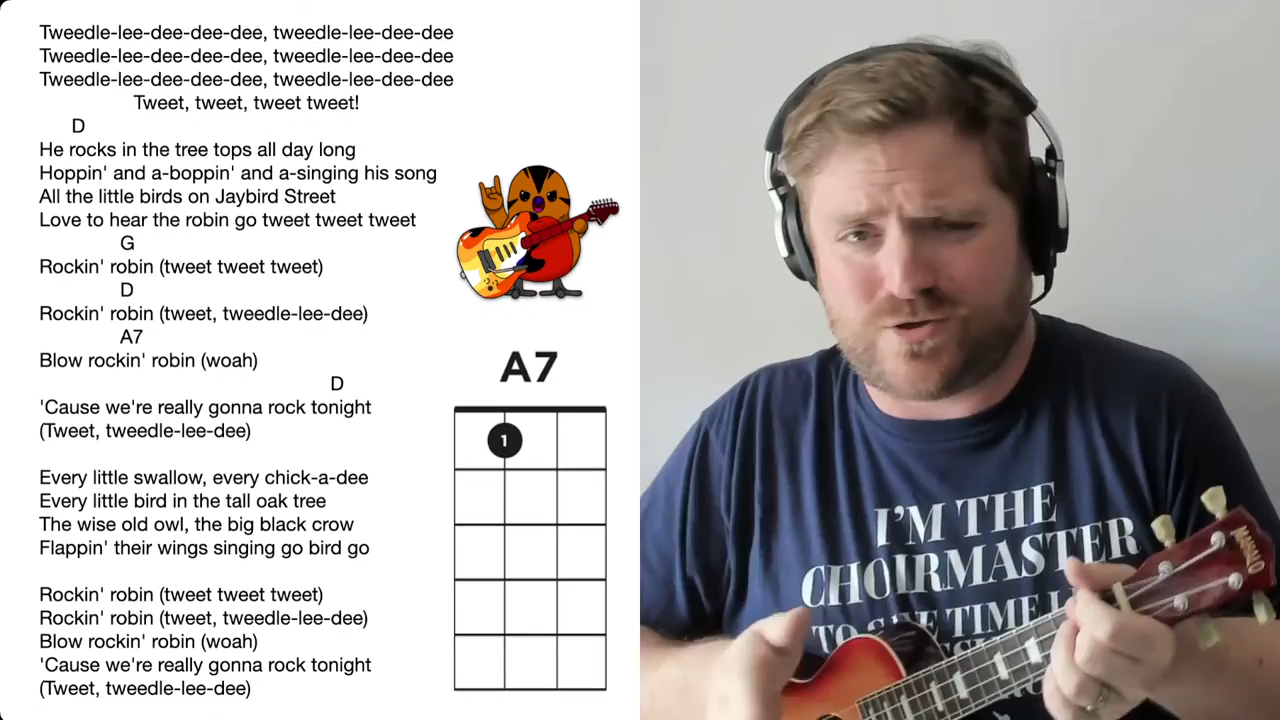 Tweedle-lee-dee-dee-dee, tweedle-lee-dee-dee
Tweedle-lee-dee-dee-dee, tweedle-lee-dee-dee
Tweedle-lee-dee-dee-dee, tweedle-lee-dee-dee
Tweet, tweet, tweet tweet!
D
He rocks in the tree tops all day long
Hoppin' and a-boppin' and a-singing his song
All the little birds on Jaybird Street
Love to hear the robin go tweet tweet tweet
G
Rockin' robin (tweet tweet tweet)
D
Rockin' robin (tweet, tweedle-lee-dee)
A7
Blow rockin' robin (woah)
D
'Cause we're really gonna rock tonight
(Tweet, tweedle-lee-dee)
Every little swallow, every chick-a-dee
Every little bird in the tall oak tree
The wise old owl, the big black crow
Flappin' their wings singing go bird go
Rockin' robin (tweet tweet tweet)
Rockin' robin (tweet, tweedle-lee-dee)
Blow rockin' robin (woah)
'Cause we're really gonna rock tonight
(Tweet, tweedle-lee-dee)
A7
1
I'M THE
CHOIRMASTER
TIME